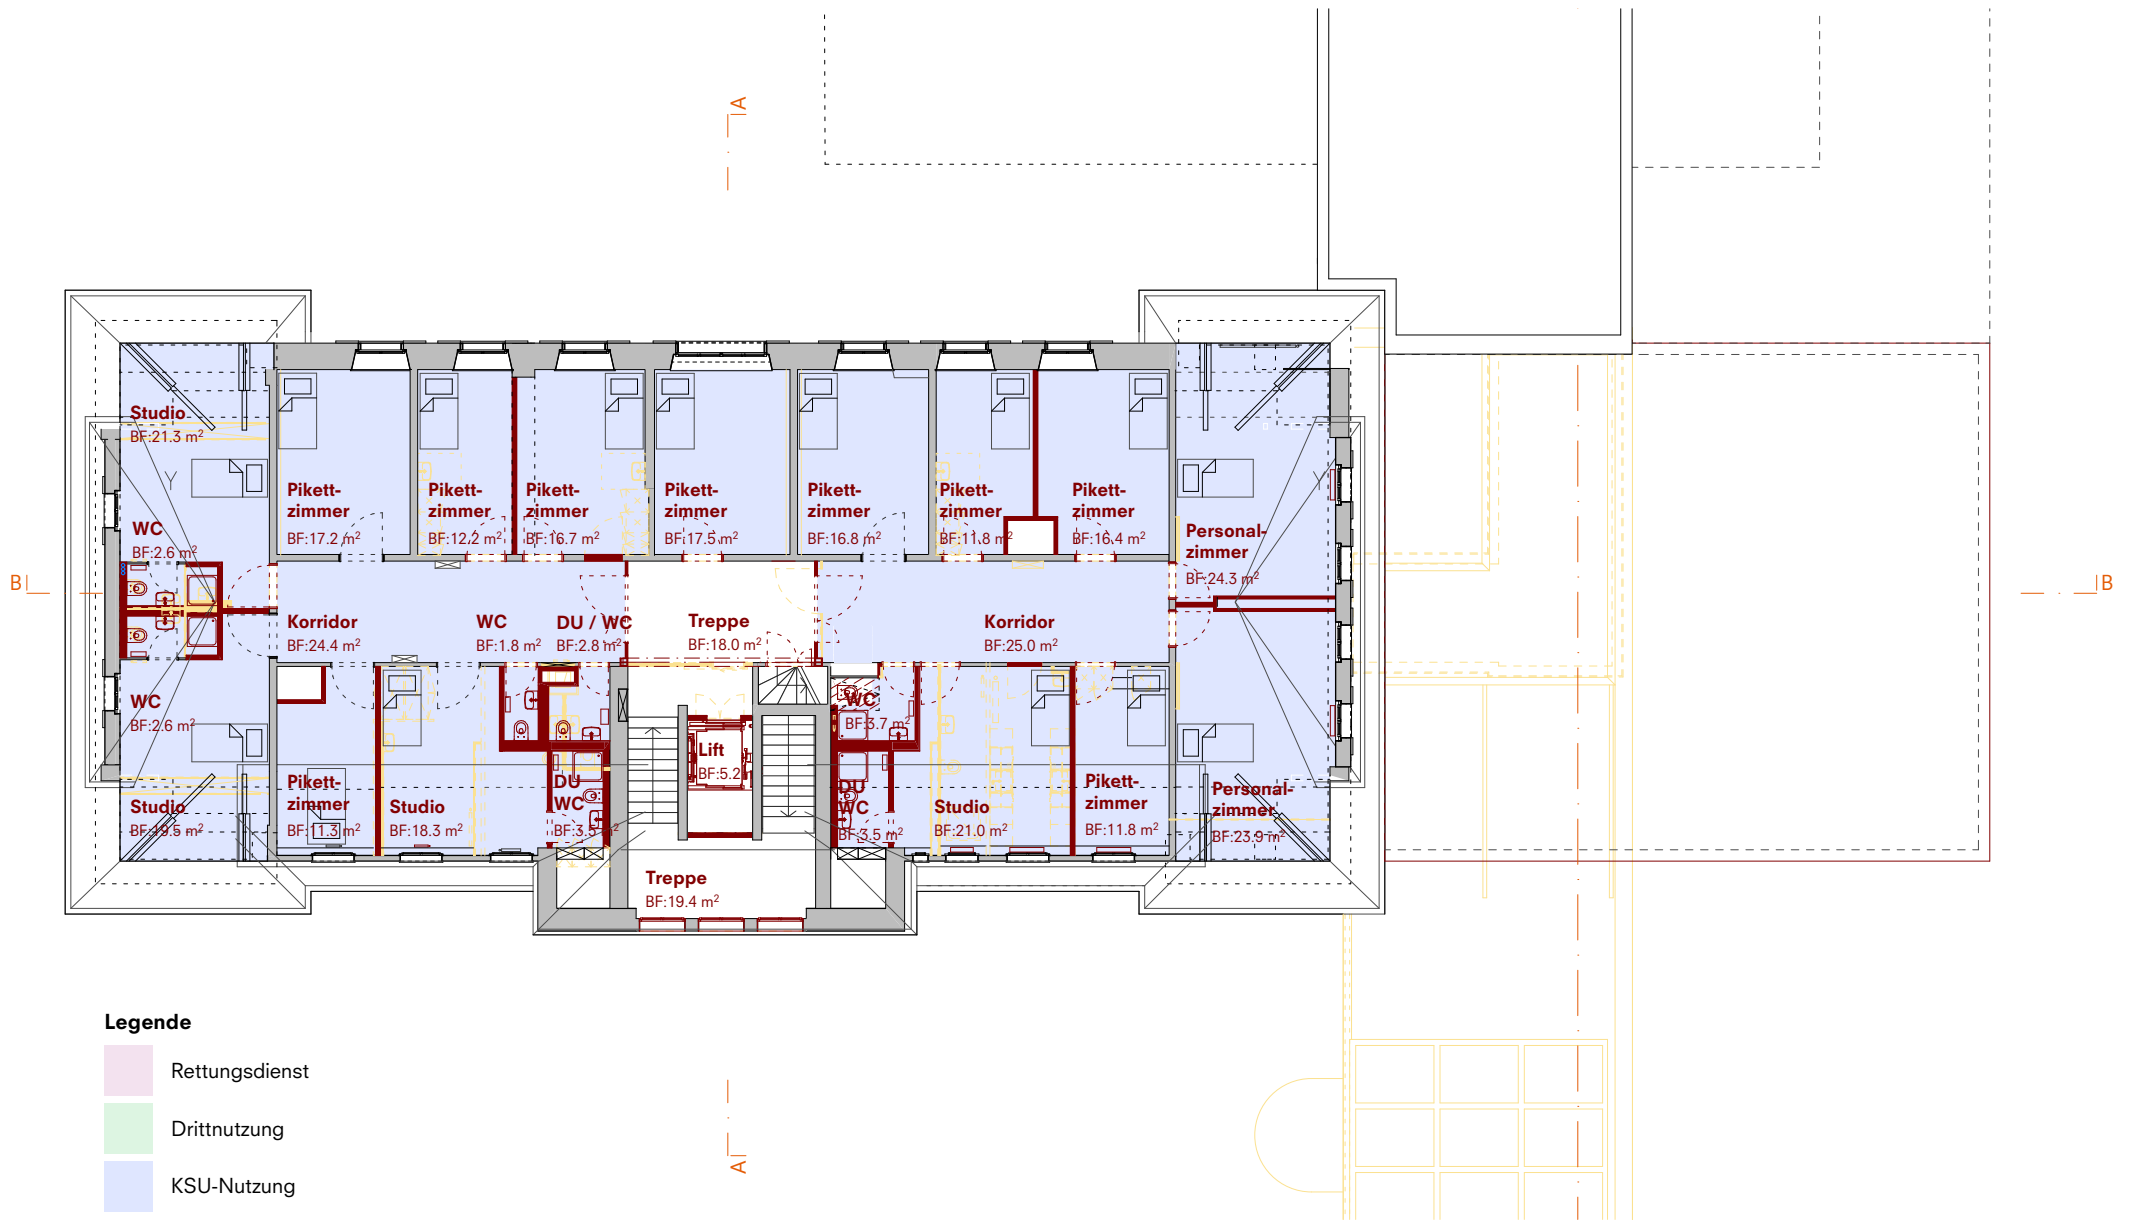 A
Studio
BF:21.3 m²
Pikett-
zimmer
BF:17.2 m²
Pikett-
zimmer
BF:12.2 m²
Pikett-
zimmer
BF:16.7 m²
Pikett-
zimmer
BF:17.5 m²
Pikett-
zimmer
BF:16.8 m²
Pikett-
zimmer
BF:11.8 m²
Pikett-
zimmer
BF:16.4 m²
Personal-
zimmer
BF:24.3 m²
WC
BF:2.6 m²
B
B
Korridor
BF:24.4 m²
WC
BF:1.8 m²
DU / WC
BF:2.8 m²
Treppe
BF:18.0 m²
Korridor
BF:25.0 m²
WC
BF:2.6 m²
WC
BF:3.7 m²
Lift
BF:5.2
Studio
BF:19.5 m²
Pikett-
zimmer
BF:11.3 m²
Studio
BF:18.3 m²
DU
WC
BF:3.5 m²
DU
WC
BF:3.5 m²
Studio
BF:21.0 m²
Pikett-
zimmer
BF:11.8 m²
Personal-
zimmer
BF:23.9 m²
Treppe
BF:19.4 m²
Legende
Rettungsdienst
Drittnutzung
KSU-Nutzung
A